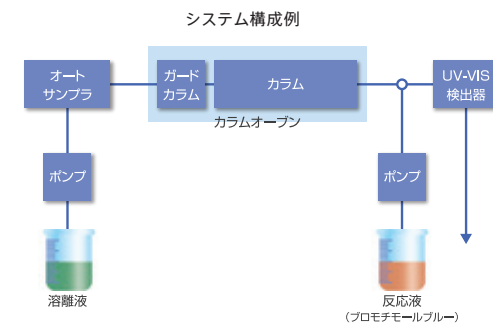 システム構成例
オート
サンプラ
ガード
カラム
カラム
UV-VIS
検出器
カラムオーブン
ポンプ
ポンプ
溶離液
反応液
（ブロモチモールブルー）